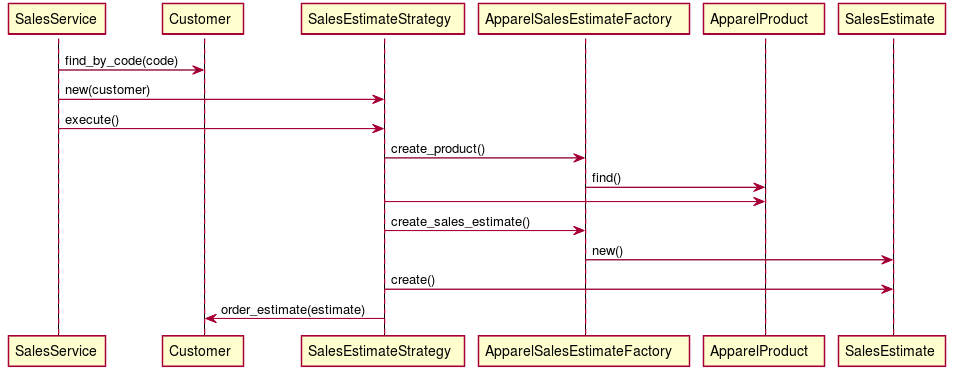 SalesService Customer SalesEstimateStrategy ApparelSalesEstimateFactory ApparelProduct SalesEstimate
find_by_code(code)
new(customer)
execute()
create_product()
find()
create_sales_estimate()
new()
create()
order_estimate(estimate)
SalesService Customer SalesEstimateStrategy ApparelSalesEstimateFactory ApparelProduct SalesEstimate